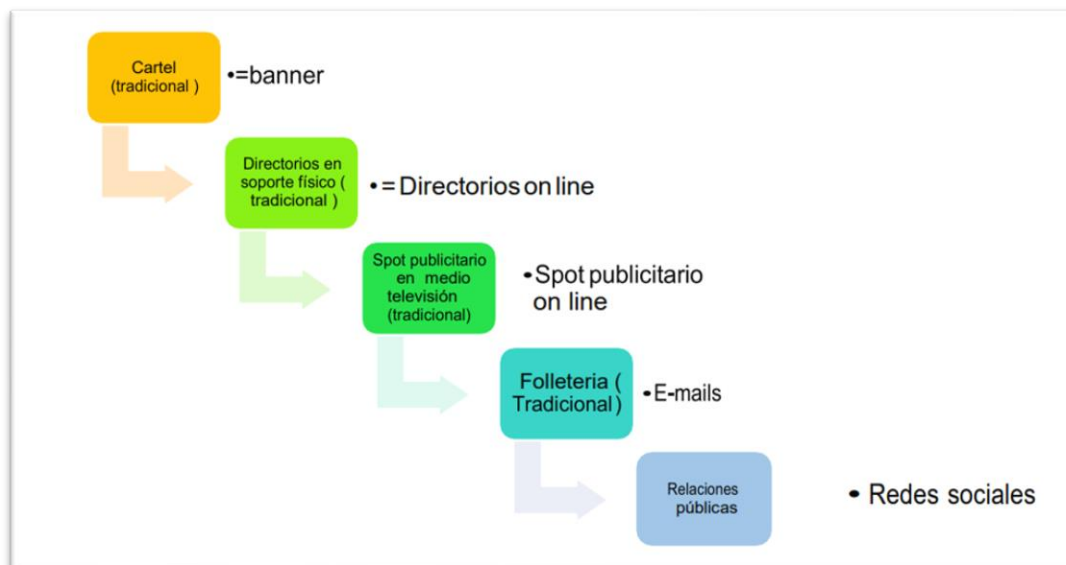 Cartel
(tradicional )
•=banner
Directorios en
soporte físico (
tradicional )
• = Directorios on line
Spot publicitario
en medio
televisión
(tradicional)
•Spot publicitario
on line
Folleteria (
Tradicional)
•E-mails
Relaciones
públicas
• Redes sociales